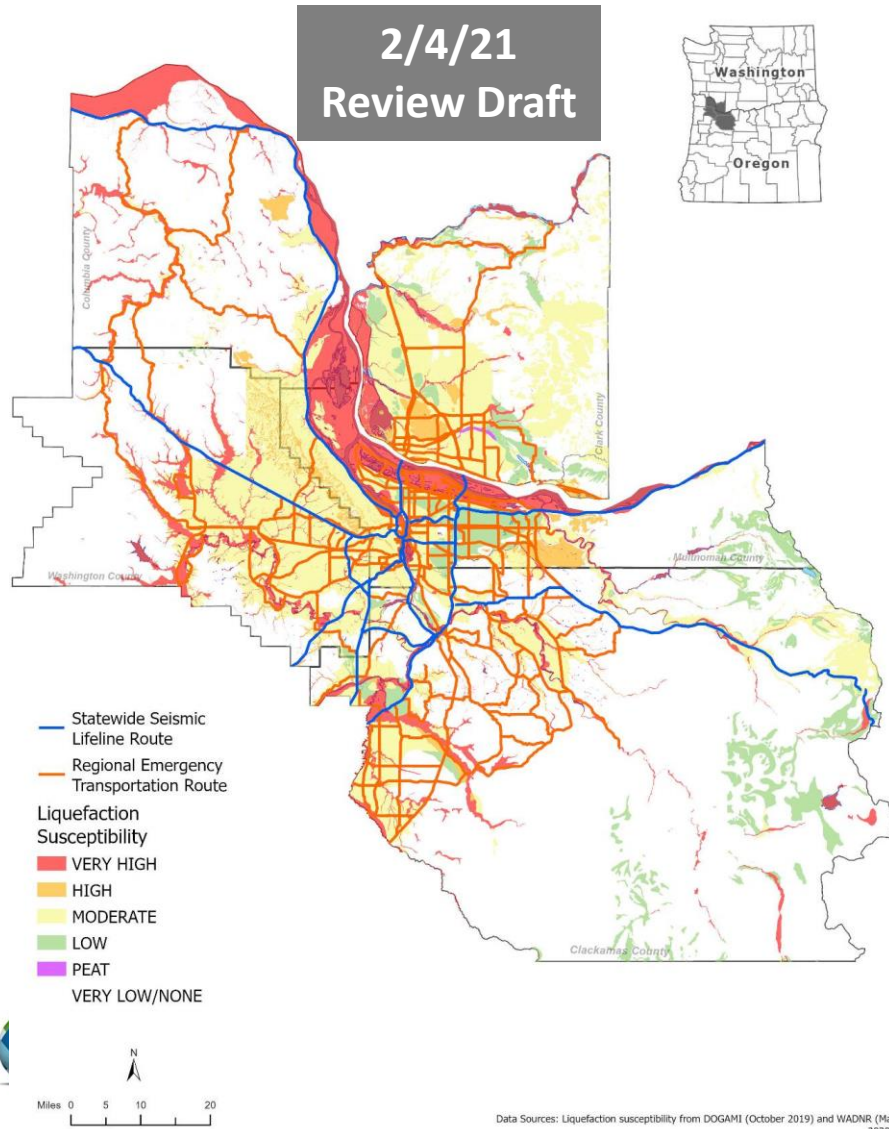 2/4/21
Review Draft
Washington
Oregon
Columbia County
Clark County
Multnomah County
Washington County
Statewide Seismic
Lifeline Route
Regional Emergency
Transportation Route
Liquefaction
Susceptibility
VERY HIGH
HIGH
MODERATE
LOW
PEAT
VERY LOW/NONE
Clackamas County
N
Miles 0 5 10 20
Data Sources: Liquefaction susceptibility from DOGAMI (October 2019) and WADNR (Ma